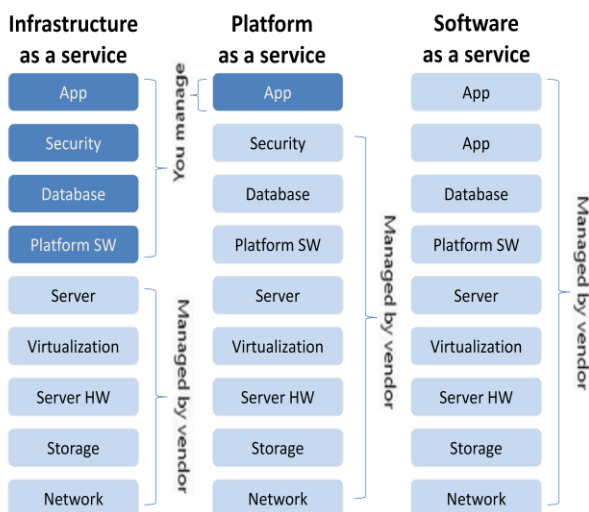 Infrastructure
as a service
App
Security
Database
Platform SW
Server
Virtualization
Server HW
Storage
Network
You manage
Managed by vendor
Platform
as a service
App
Security
Database
Platform SW
Server
Virtualization
Server HW
Storage
Network
Managed by vendor
Software
as a service
App
App
Database
Platform SW
Server
Virtualization
Server HW
Storage
Network
Managed by vendor